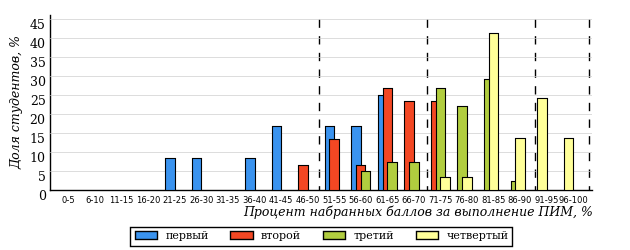 Доля студентов, %
45
40
35
30
25
20
15
10
5
0
0-5 6-10 11-15 16-20 21-25 26-30 31-35 36-40 41-45 46-50 51-55 56-60 61-65 66-70 71-75 76-80 81-85 86-90 91-95 96-100
Процент набранных баллов за выполнение ПИМ, %
первый второй третий четвертый